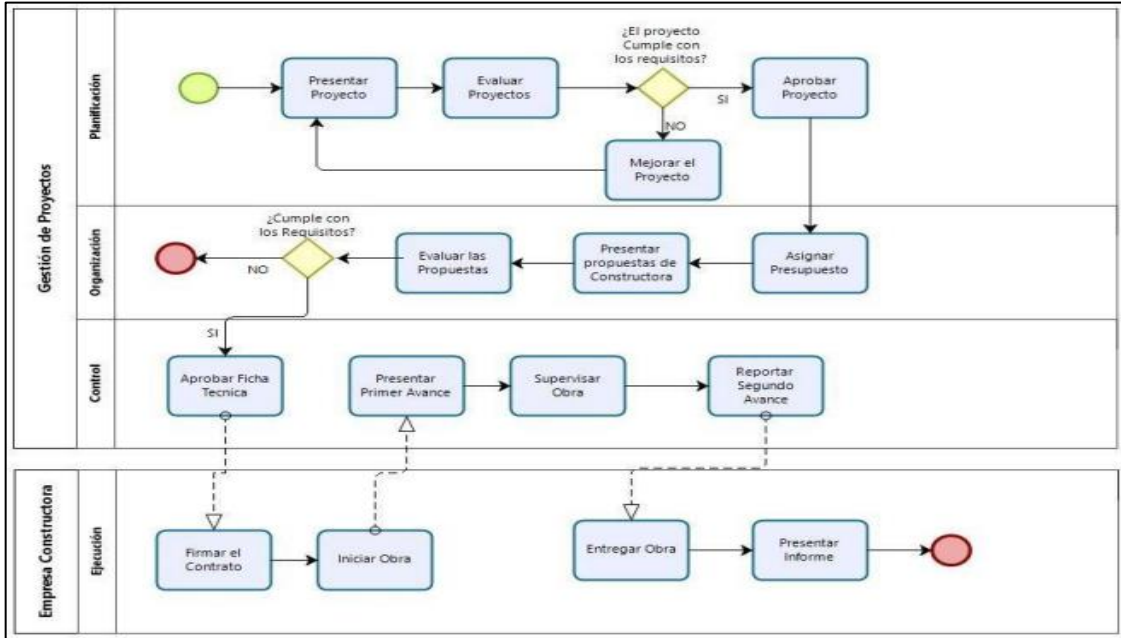 Gestión de Proyectos
Planificación
Presentar
Proyecto
Evaluar
Proyectos
¿El proyecto
Cumple con
los requisitos?
SI
NO
Aprobar
Proyecto
Mejorar el
Proyecto
Organización
¿Cumple con
los Requisitos?
NO
SI
Evaluar las
Propuestas
Presentar
propuestas de
Constructora
Asignar
Presupuesto
Control
Aprobar Ficha
Tecnica
Presentar
Primer Avance
Supervisar
Obra
Reportar
Segundo
Avance
Empresa Constructora
Ejecución
Firmar el
Contrato
Iniciar Obra
Entregar Obra
Presentar
Informe